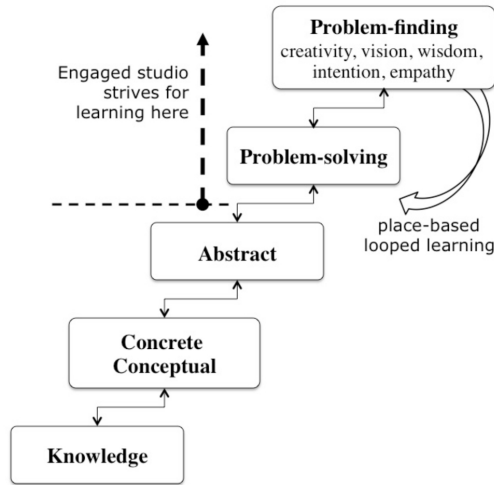 Problem-finding
creativity, vision, wisdom,
intention, empathy
Engaged studio
strives for
learning here
Problem-solving
place-based
looped learning
Abstract
Concrete
Conceptual
Knowledge